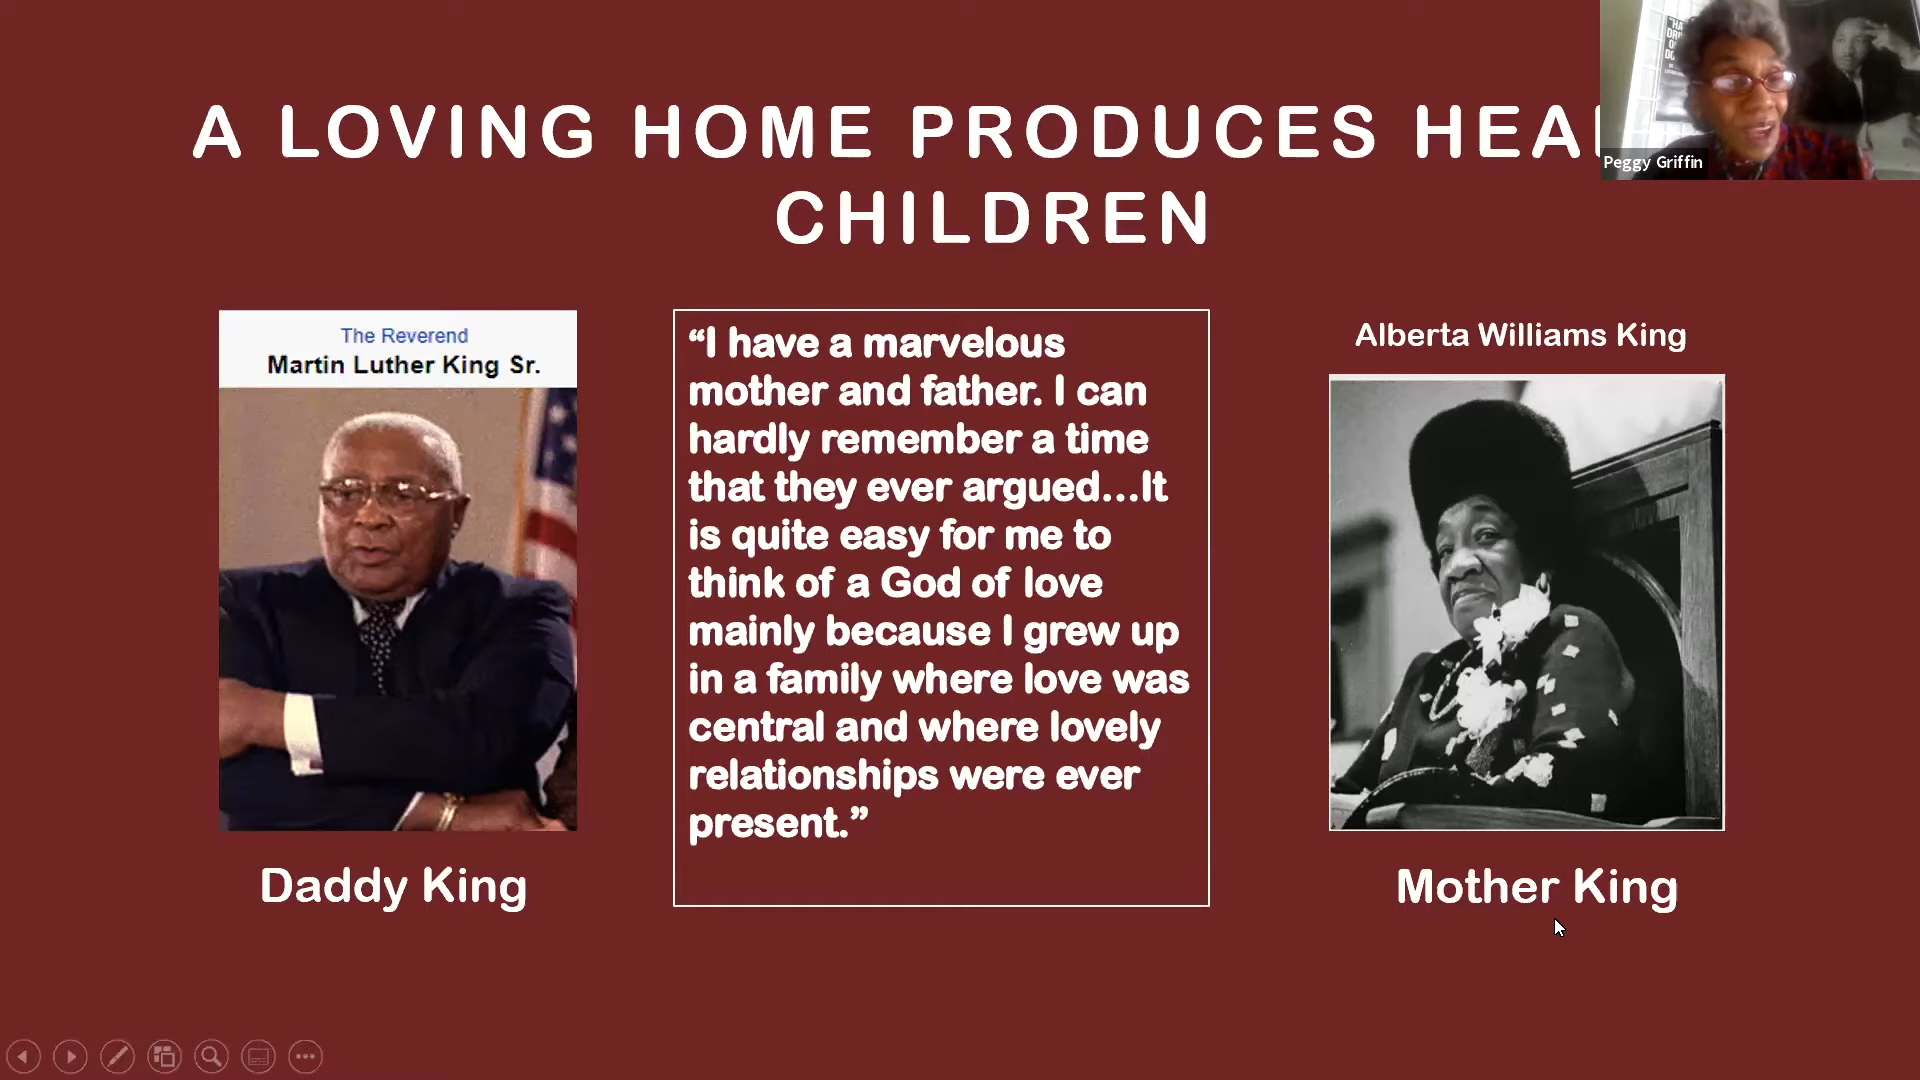 A LOVING HOME PRODUCES HEAL
CHILDREN
Peggy Griffin
The Reverend
Martin Luther King Sr.
“I have a marvelous
mother and father. I can
hardly remember a time
that they ever argued...It
is quite easy for me to
think of a God of love
mainly because I grew up
in a family where love was
central and where lovely
relationships were ever
present.”
Alberta Williams King
Daddy King
Mother King